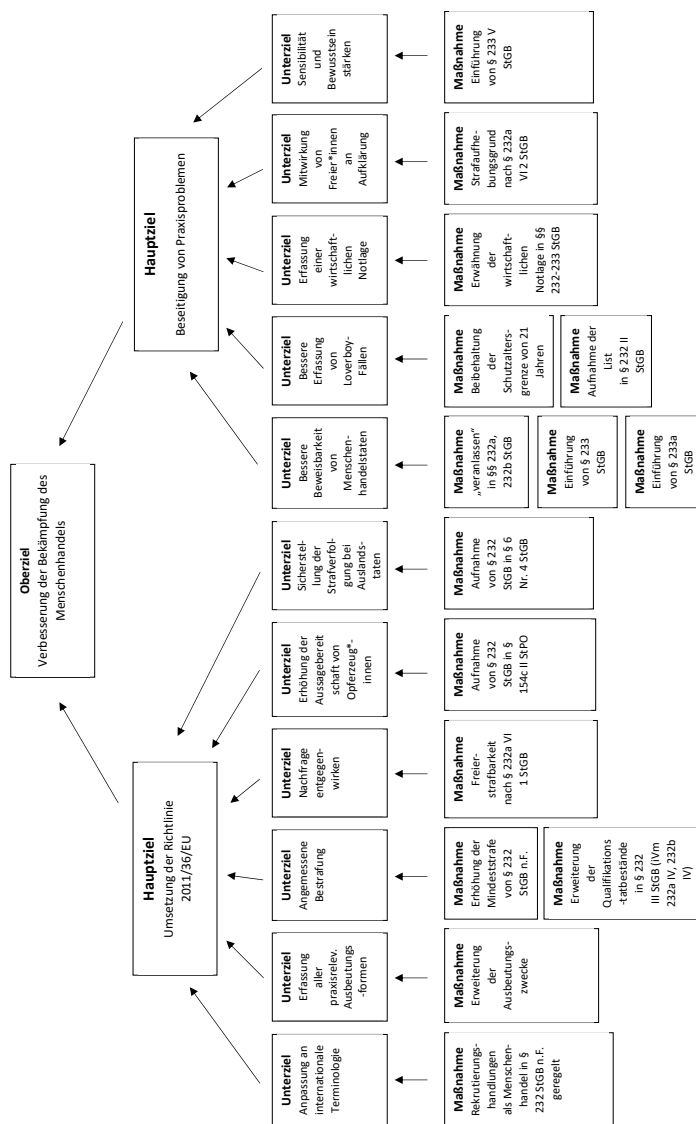 Oberziel
Verbesserung der Bekämpfung des
Menschenhandels
Hauptziel
Umsetzung der Richtlinie
2011/36/EU
Hauptziel
Beseitigung von Praxisproblemen
Unterziel
Anpassung an
internationale
Terminologie
Unterziel
Erfassung
aller
praxisrelev.
Ausbeutungs
-formen
Unterziel
Angemessene
Bestrafung
Unterziel
Nachfrage
entgegen-
wirken
Unterziel
Erhöhung der
Aussagebereit
schaft von
Opferzeug*-
innen
Unterziel
Sicherstel-
lung der
Strafverfol-
gung bei
Auslands-
taten
Unterziel
Bessere
Beweisbarkeit
von
Menschen-
handelstaten
Unterziel
Bessere
Erfassung
von
Loverboy-
Fällen
Unterziel
Erfassung
einer
wirtschaft-
lichen
Notlage
Unterziel
Mitwirkung
von
Freier*innen
an
Aufklärung
Unterziel
Sensibilität
und
Bewusstsein
stärken
Maßnahme
Rekrutierungs-
handlungen
als Menschen-
handel in §
232 StGB n.F.
geregelt
Maßnahme
Erweiterung
der
Ausbeutungs-
zwecke
Maßnahme
Erhöhung der
Mindeststrafe
von § 232
StGB n.F.
Maßnahme
Erweiterung
der
Qualifikations
-tatbestände
in § 232
III StGB (iVm
232a IV, 232b
IV)
Maßnahme
Freier-
strafbarkeit
nach § 232a VI
1 StGB
Maßnahme
Aufnahme
von § 232
StGB in §
154c II StPO
Maßnahme
Aufnahme
von § 232
StGB in § 6
Nr. 4 StGB
Maßnahme
„veranlassen“
in §§ 232a,
232b StGB
Maßnahme
Einführung
von § 233
StGB
Maßnahme
Einführung
von § 233a
StGB
Maßnahme
Beibehaltung
der
Schutzalters-
grenze von 21
Jahren
Maßnahme
Aufnahme der
List
in § 232 II
StGB
Maßnahme
Erwähnung
der
wirtschaft-
lichen
Notlage in §§
232-233 StGB
Maßnahme
Strafaufhe-
bungsgrund
nach § 232a
VI 2 StGB
Maßnahme
Einführung
von § 233 V
StGB